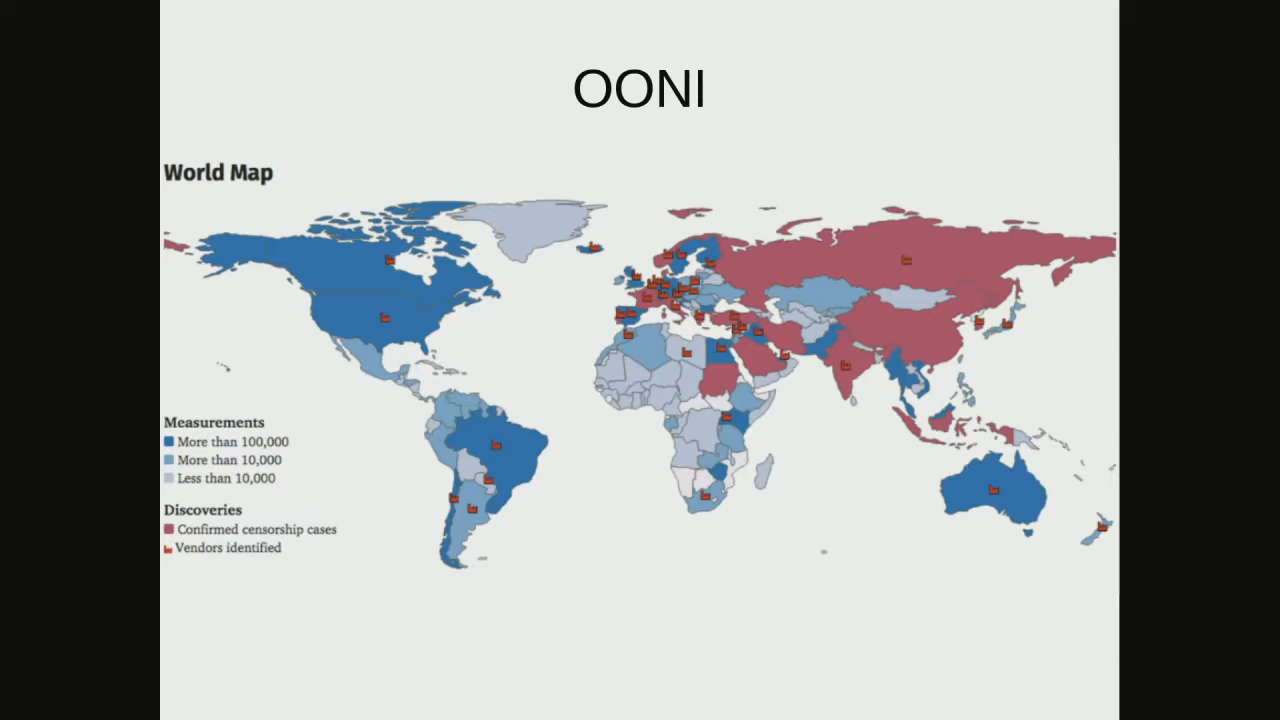 OONI
World Map
Measurements
More than 100,000
More than 10,000
Less than 10,000
Discoveries
Confirmed censorship cases
Vendors identified